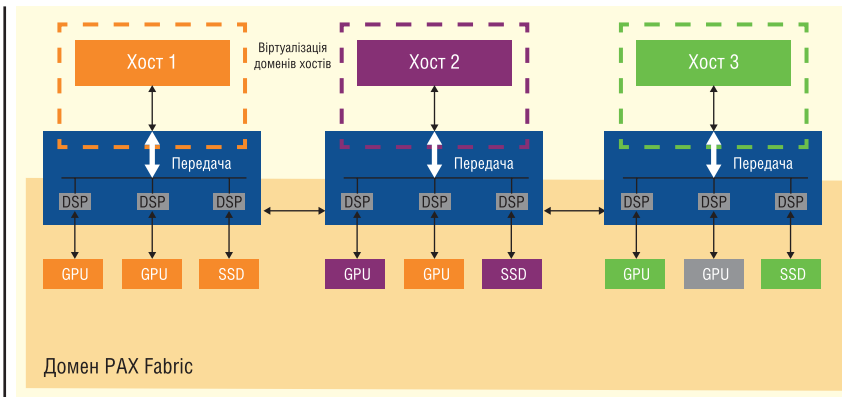 Хост 1
Віртуалізація
доменів хостів
Хост 2
Хост 3
Передача
Передача
Передача
DSP DSP DSP
DSP DSP DSP
DSP DSP DSP
GPU GPU SSD
GPU GPU SSD
GPU GPU SSD
Домен PAX Fabric